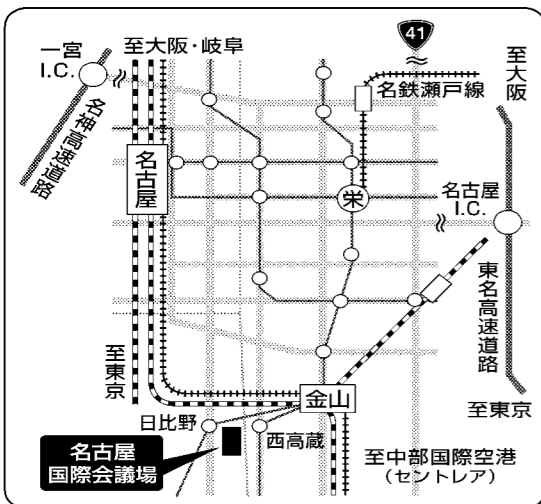 一宮
I.C.
至大阪・岐阜
41
至大阪
名鉄瀬戸線
名神高速道路
名古屋
栄
名古屋
I.C.
東名高速道路
至東京
金山
至東京
日比野
西高蔵
名古屋
国際会議場
至中部国際空港
（セントレア）